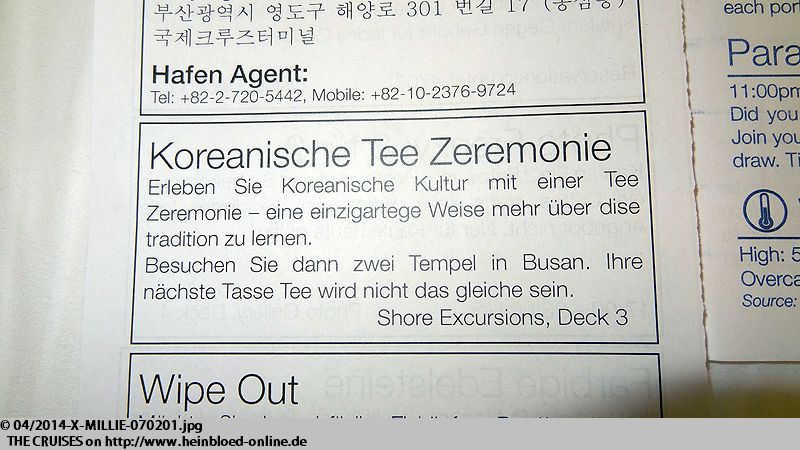 부산광역시 영도구 해양로 301 번길 17 (동삼동)
국제크루즈터미널
Hafen Agent:
Tel: +82-2-720-5442, Mobile: +82-10-2376-9724
Koreanische Tee Zeremonie
Erleben Sie Koreanische Kultur mit einer Tee
Zeremonie – eine einzigartege Weise mehr über dise
tradition zu lernen.
Besuchen Sie dann zwei Tempel in Busan. Ihre
nächste Tasse Tee wird nicht das gleiche sein.
Shore Excursions, Deck 3
Wipe Out
each port
Para
11:00pm
Did you
Join you
draw. Ti
High: 5
Overca
Source:
© 04/2014-X-MILLIE-070201.jpg
THE CRUISES on http://www.heinbloed-online.de